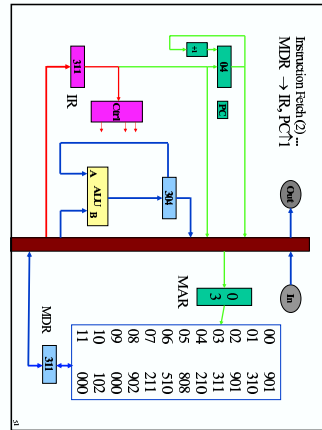 Instruction Fetch (2) ...
MDR → IR, PC↑1
Out
In
+1
04
PC
MAR
0
3
00 901
01 310
02 901
03 311
04 210
05 808
06 510
07 211
08 902
09 000
10 102
11 000
304
ALU
A
B
Ctrl
311
IR
MDR
311
51